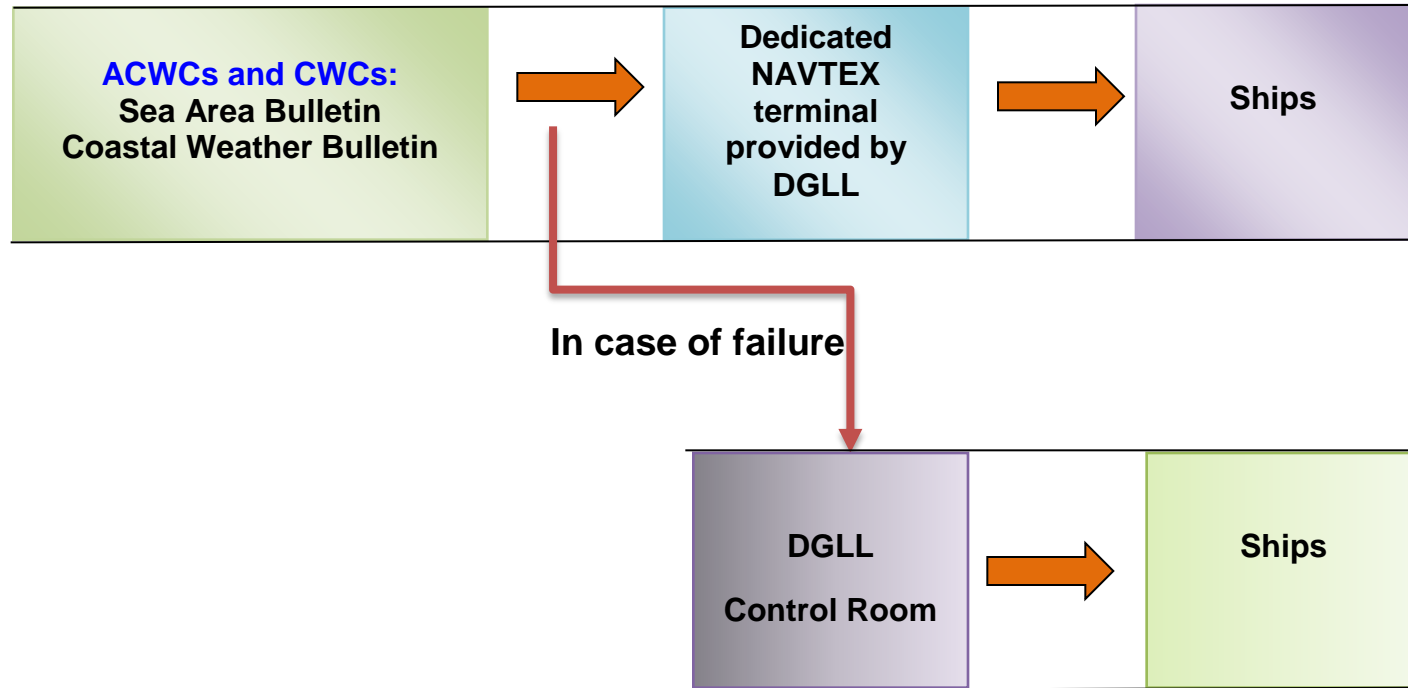 ACWCs and CWCs:
Sea Area Bulletin
Coastal Weather Bulletin
Dedicated
NAVTEX
terminal
provided by
DGLL
Ships
In case of failure
DGLL
Control Room
Ships